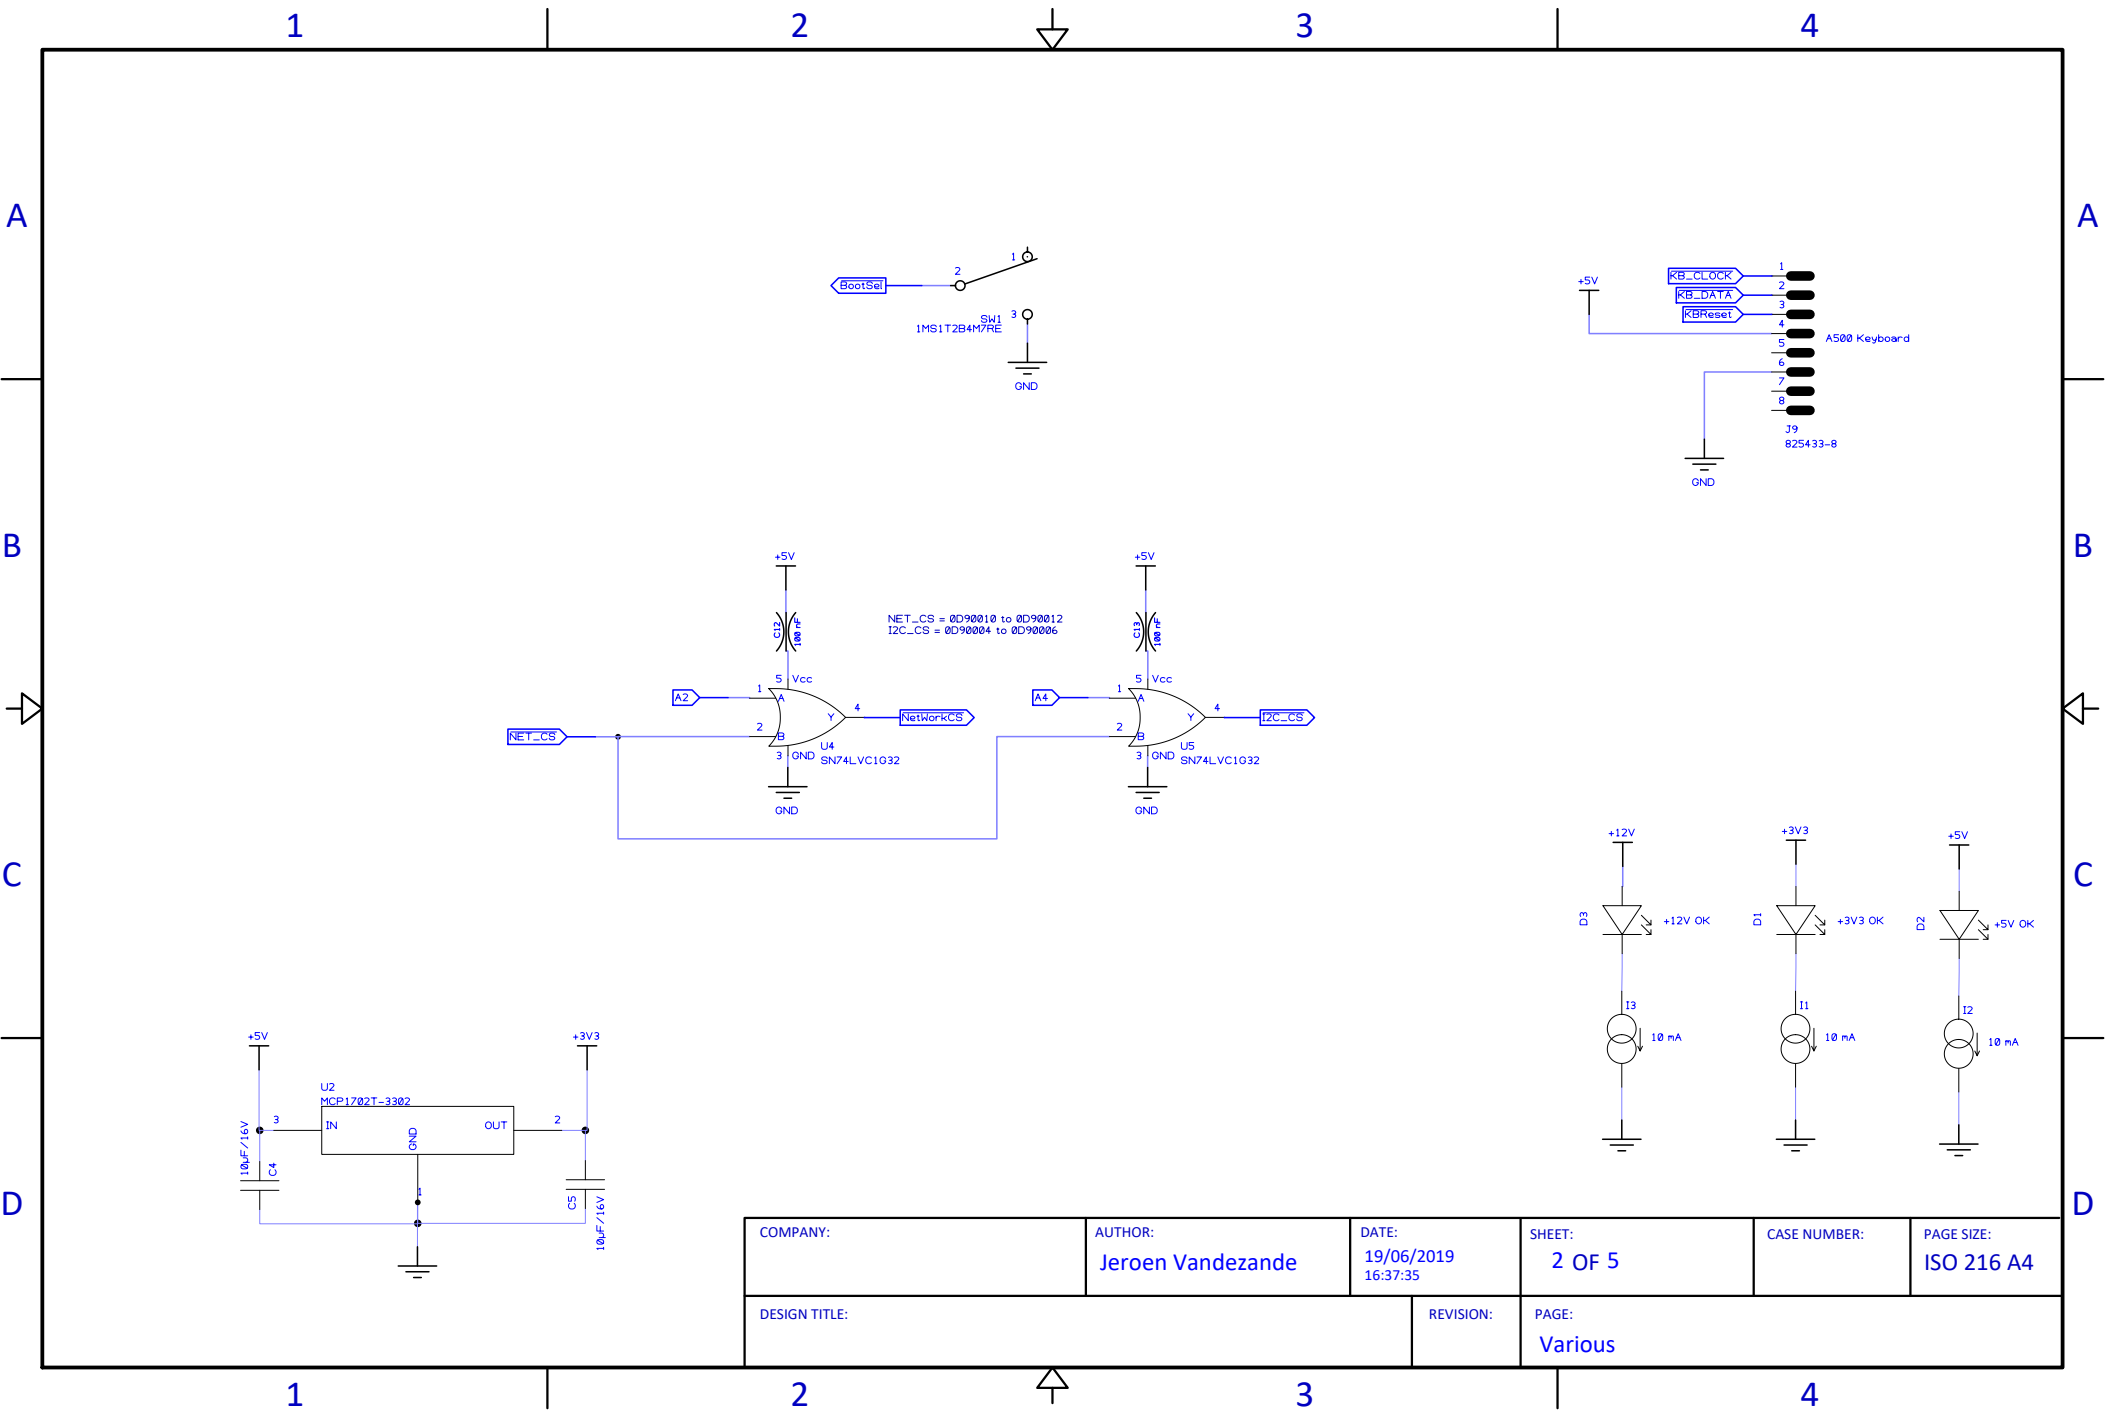 1 2 3 4
A A
1
2
BootSel
3
SW1
1MS1T2B4M7RE
GND
+5V
KB_CLOCK 1
KB_DATA 2
KBReset 3
4
A500 Keyboard
5
6
7
8
J9
825433-8
GND
B B
+5V
C12
100 nF
NET_CS = 0D90010 to 0D90012
I2C_CS = 0D90004 to 0D90006
+5V
C13
100 nF
5 Vcc
A2 1 A
Y 4 NetWorkCS
NET_CS 2 B
U4
3 GND SN74LVC1G32
GND
5 Vcc
A4 1 A
Y 4 I2C_CS
2 B
U5
3 GND SN74LVC1G32
GND
C C
+12V
D3 +12V OK
I3
10 mA
+3V3
D1 +3V3 OK
I1
10 mA
+5V
D2 +5V OK
I2
10 mA
+5V +3V3
U2
MCP1702T-3302
3 IN OUT 2
GND
1
10µF/16V
C4
C5
10µF/16V
D D
COMPANY: AUTHOR: DATE: SHEET: CASE NUMBER: PAGE SIZE:
Jeroen Vandezande 19/06/2019 2 OF 5 ISO 216 A4
16:37:35
DESIGN TITLE: REVISION: PAGE:
Various
1 2 3 4